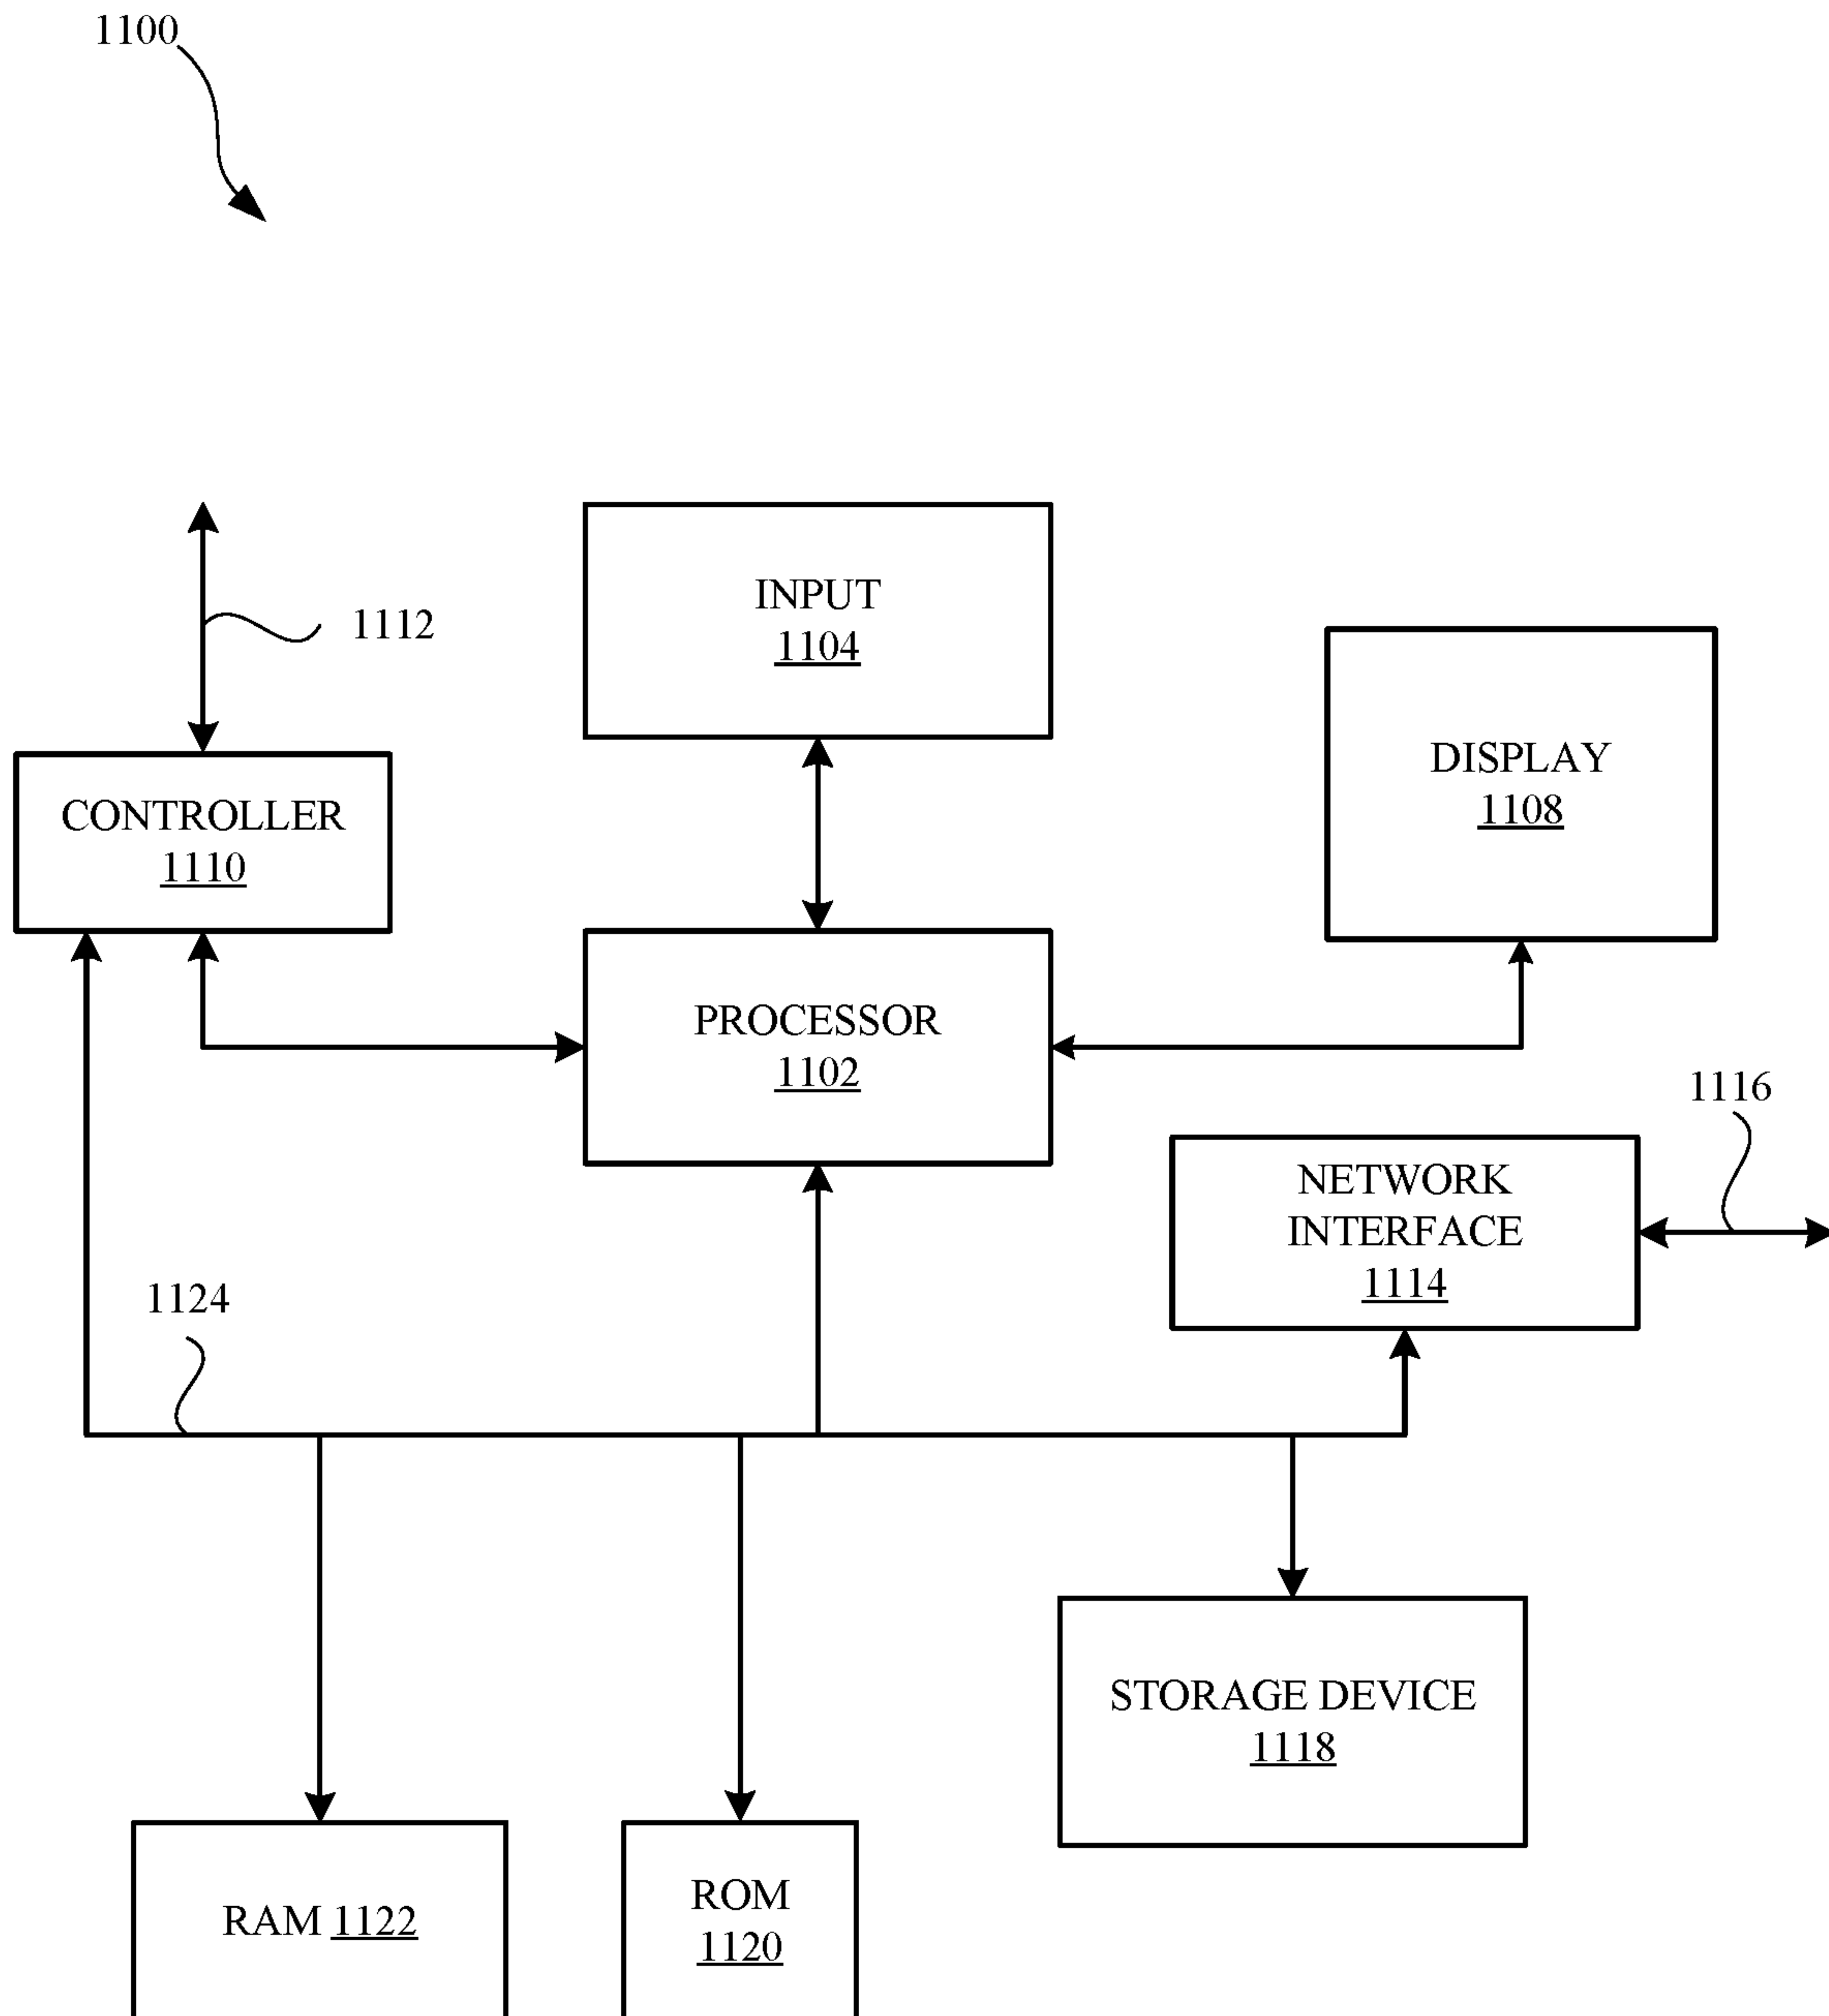 1100
INPUT
1104
1112
DISPLAY
1108
CONTROLLER
1110
PROCESSOR
1102
1116
NETWORK
INTERFACE
1114
1124
STORAGE DEVICE
1118
RAM 1122
ROM
1120